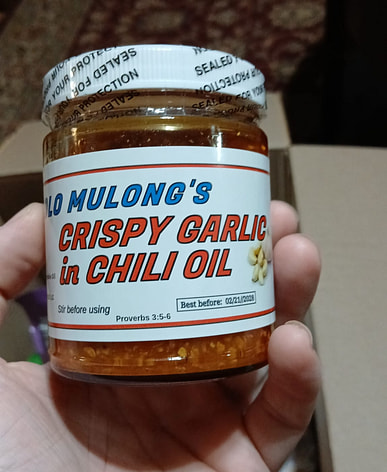 SEALED FOR YOUR PROTECTION
SEALED FOR YOUR PROTECTION
LO MULONG'S
CRISPY GARLIC
in CHILI OIL
Stir before using
Proverbs 3:5-6
Best before: 02/21//2026